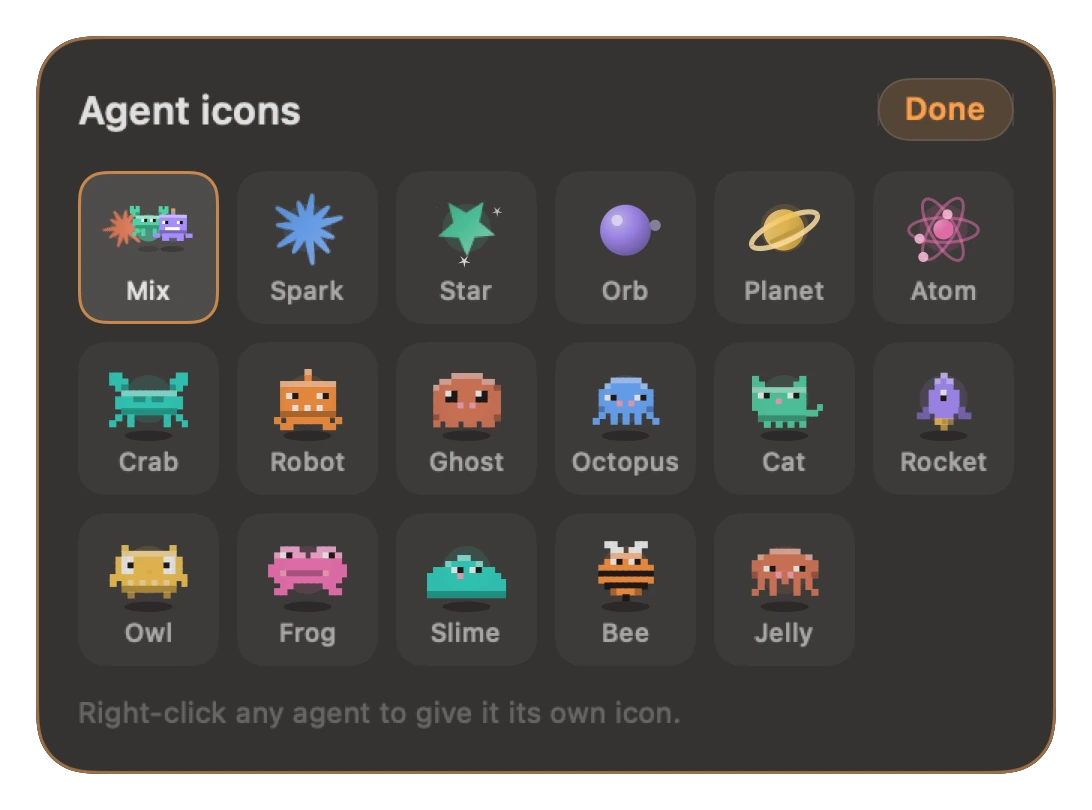 Agent icons
Done
Mix
Spark
Star
Orb
Planet
Atom
Crab
Robot
Ghost
Octopus
Cat
Rocket
Owl
Frog
Slime
Bee
Jelly
Right-click any agent to give it its own icon.